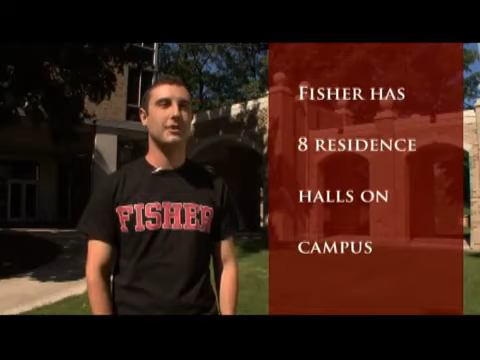 FISHER
FISHER HAS
8 RESIDENCE
HALLS ON
CAMPUS